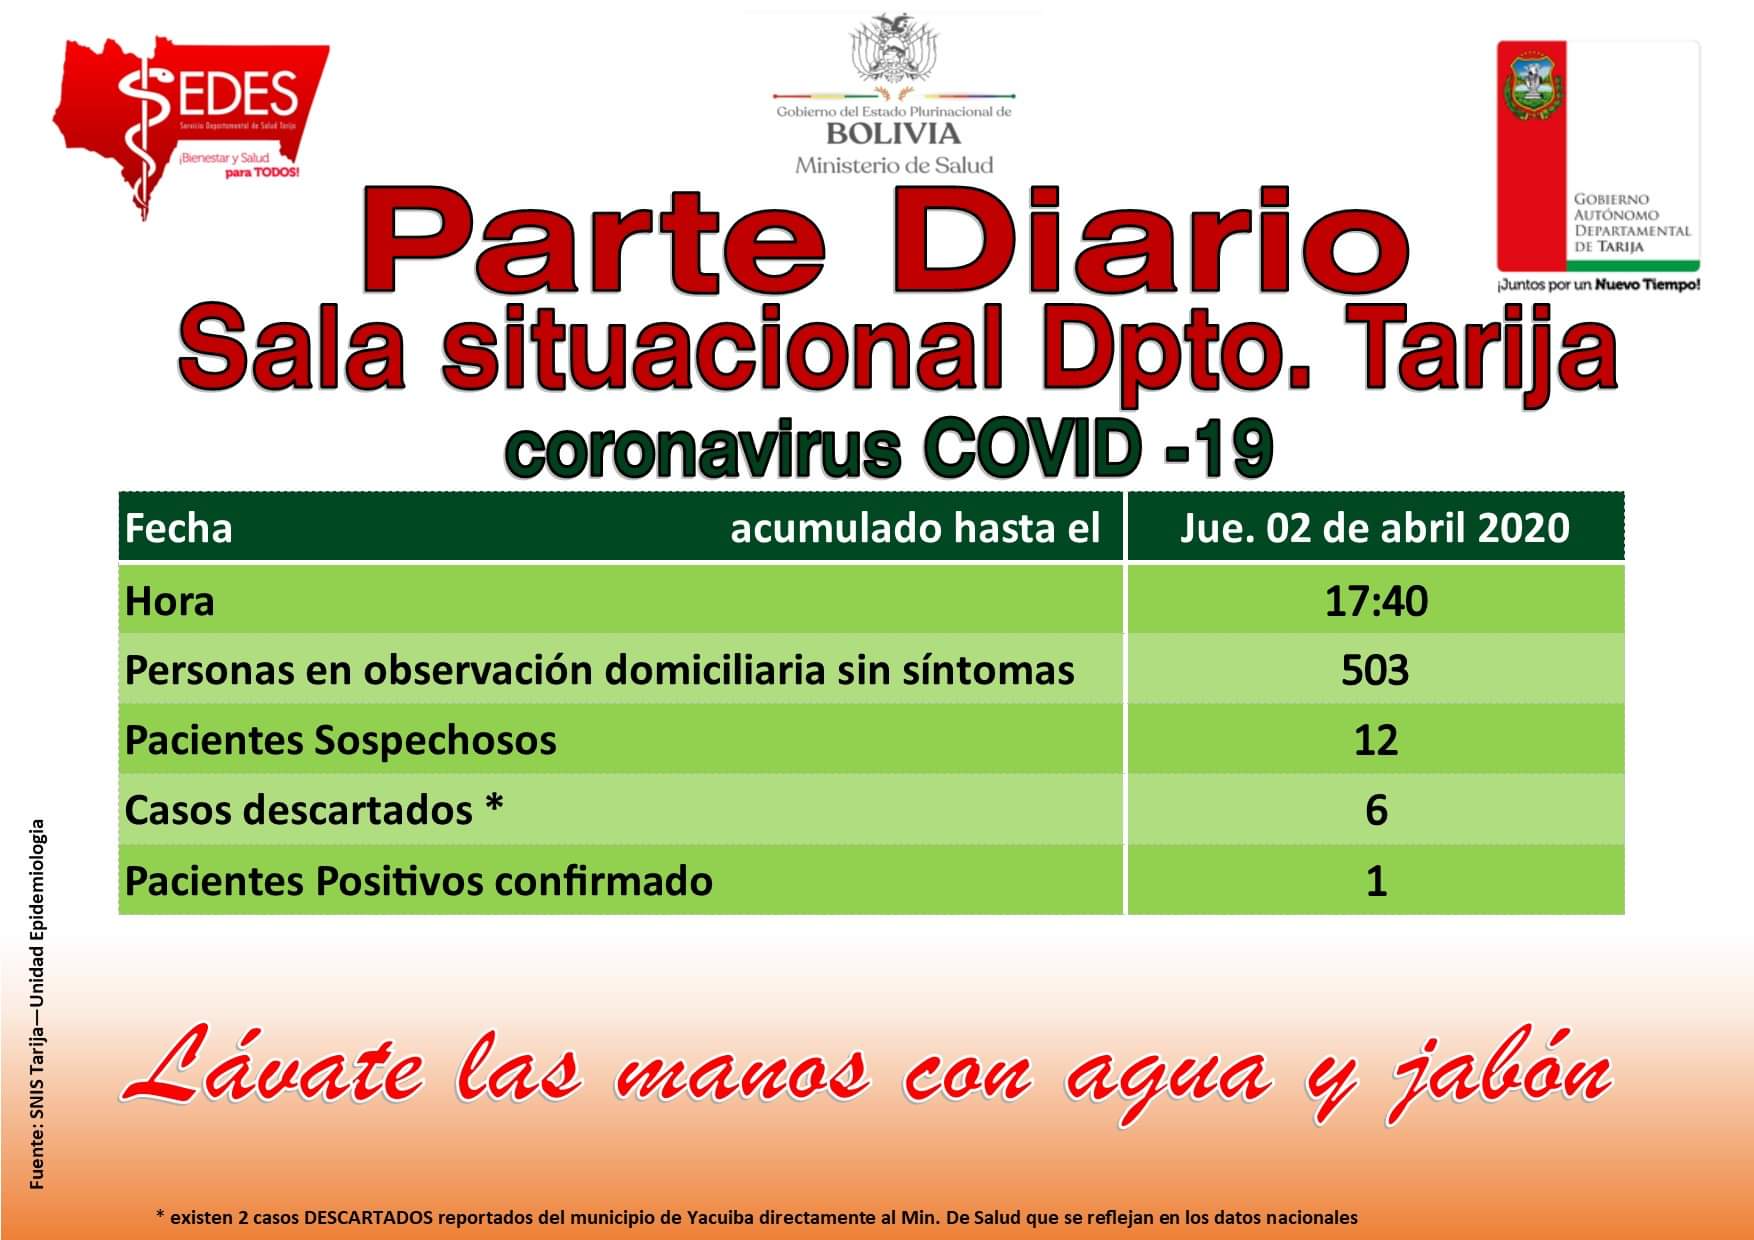 SEDES
Servicio Departamental de Salud Tarija
¡Bienestar y Salud
para TODOS!
Gobierno del Estado Plurinacional de
BOLIVIA
Ministerio de Salud
GOBIERNO
AUTÓNOMO
DEPARTAMENTAL
DE TARIJA
¡Juntos por un Nuevo Tiempo!
Parte Diario
Sala situacional Dpto. Tarija
coronavirus COVID -19
Fecha acumulado hasta el Jue. 02 de abril 2020
Hora 17:40
Personas en observación domiciliaria sin síntomas 503
Pacientes Sospechosos 12
Casos descartados * 6
Pacientes Positivos confirmado 1
Fuente: SNIS Tarija—Unidad Epidemiologia
Lávate las manos con agua y jabón
* existen 2 casos DESCARTADOS reportados del municipio de Yacuiba directamente al Min. De Salud que se reflejan en los datos nacionales